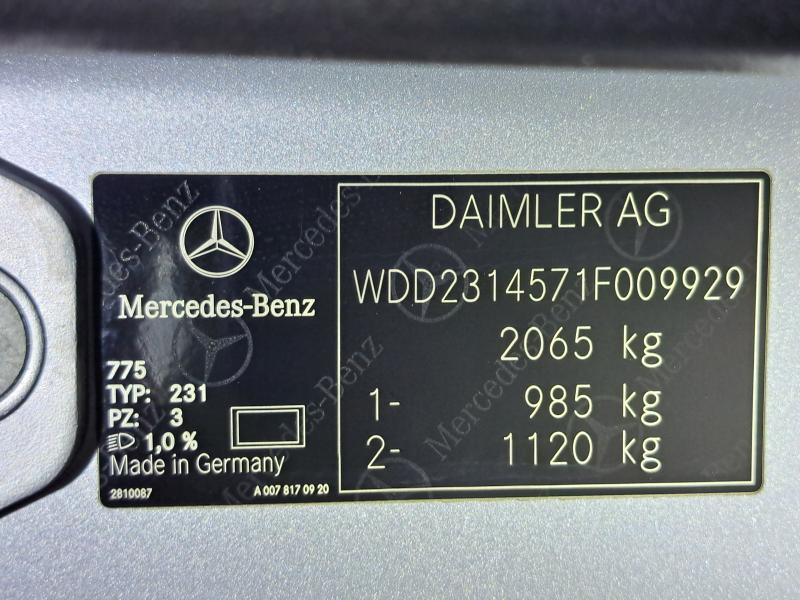 Mercedes-Benz
775
TYP: 231
PZ: 3
1,0 %
Made in Germany
2810087
A 007 817 09 20
DAIMLER AG
WDD2314571F009929
2065 kg
1- 985 kg
2- 1120 kg